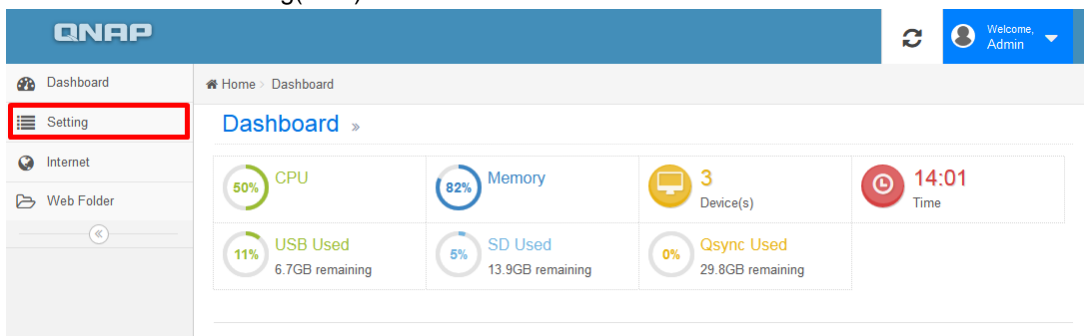 QNAP
Welcome,
Admin
Dashboard
Setting
Internet
Web Folder
Home > Dashboard
Dashboard »
50% CPU
82% Memory
3
Device(s)
14:01
Time
11% USB Used
6.7GB remaining
5% SD Used
13.9GB remaining
0% Qsync Used
29.8GB remaining